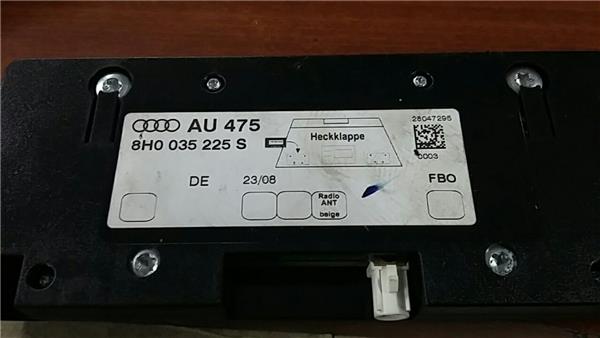 AU 475
8H0 035 225 S
Heckklappe
28047295
0003
DE
23/08
FBO
Radio
ANT
beige